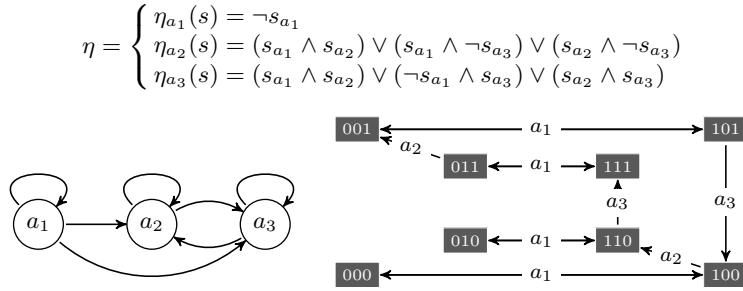 η = { η_{a_1}(s) = ¬s_{a_1}
η_{a_2}(s) = (s_{a_1} ∧ s_{a_2}) ∨ (s_{a_1} ∧ ¬s_{a_3}) ∨ (s_{a_2} ∧ ¬s_{a_3})
η_{a_3}(s) = (s_{a_1} ∧ s_{a_2}) ∨ (¬s_{a_1} ∧ s_{a_3}) ∨ (s_{a_2} ∧ s_{a_3})
a_1 a_2 a_3
001 a_1 101
a_2
011 a_1 111
a_3 a_3
010 a_1 110
a_2
000 a_1 100